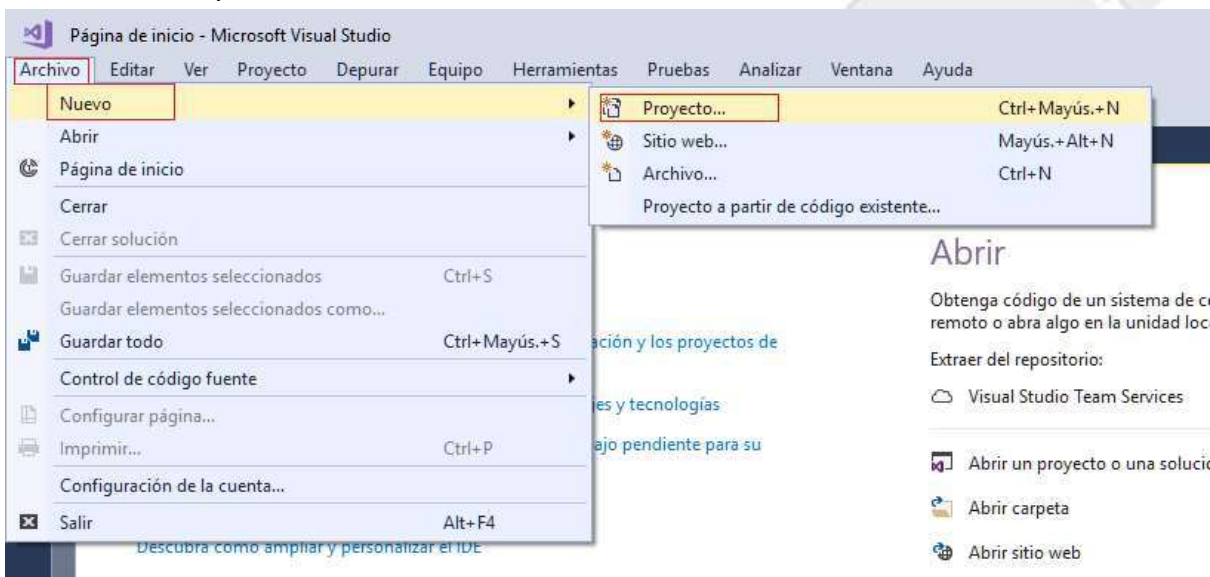 Página de inicio - Microsoft Visual Studio
Archivo Editar Ver Proyecto Depurar Equipo Herramientas Pruebas Analizar Ventana Ayuda
Nuevo
Abrir
Página de inicio
Cerrar
Cerrar solución
Guardar elementos seleccionados Ctrl+S
Guardar elementos seleccionados como...
Guardar todo Ctrl+Mayús.+S
Control de código fuente
Configurar página...
Imprimir... Ctrl+P
Configuración de la cuenta...
Salir Alt+F4
Proyecto... Ctrl+Mayús.+N
Sitio web... Mayús.+Alt+N
Archivo... Ctrl+N
Proyecto a partir de código existente...
y los proyectos de
y tecnologías
pendiente para su
Descubra cómo ampliar y personalizar el IDE
Abrir
Obtenga código de un sistema de
remoto o abra algo en la unidad
Extraer del repositorio:
Visual Studio Team Services
Abrir un proyecto o una
Abrir carpeta
Abrir sitio web